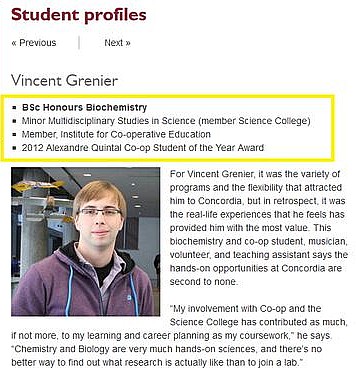 Student profiles
« Previous | Next »
Vincent Grenier
BSc Honours Biochemistry
Minor Multidisciplinary Studies in Science (member Science College)
Member, Institute for Co-operative Education
2012 Alexandre Quintal Co-op Student of the Year Award
For Vincent Grenier, it was the variety of
programs and the flexibility that attracted
him to Concordia, but in retrospect, it was
the real-life experiences that he feels has
provided him with the most value. This
biochemistry and co-op student, musician,
volunteer, and teaching assistant says the
hands-on opportunities at Concordia are
second to none.
“My involvement with Co-op and the
Science College has contributed as much,
if not more, to my learning and career planning as my coursework,” he says.
“Chemistry and Biology are very much hands-on sciences, and there’s no
better way to find out what research is actually like than to join a lab.”